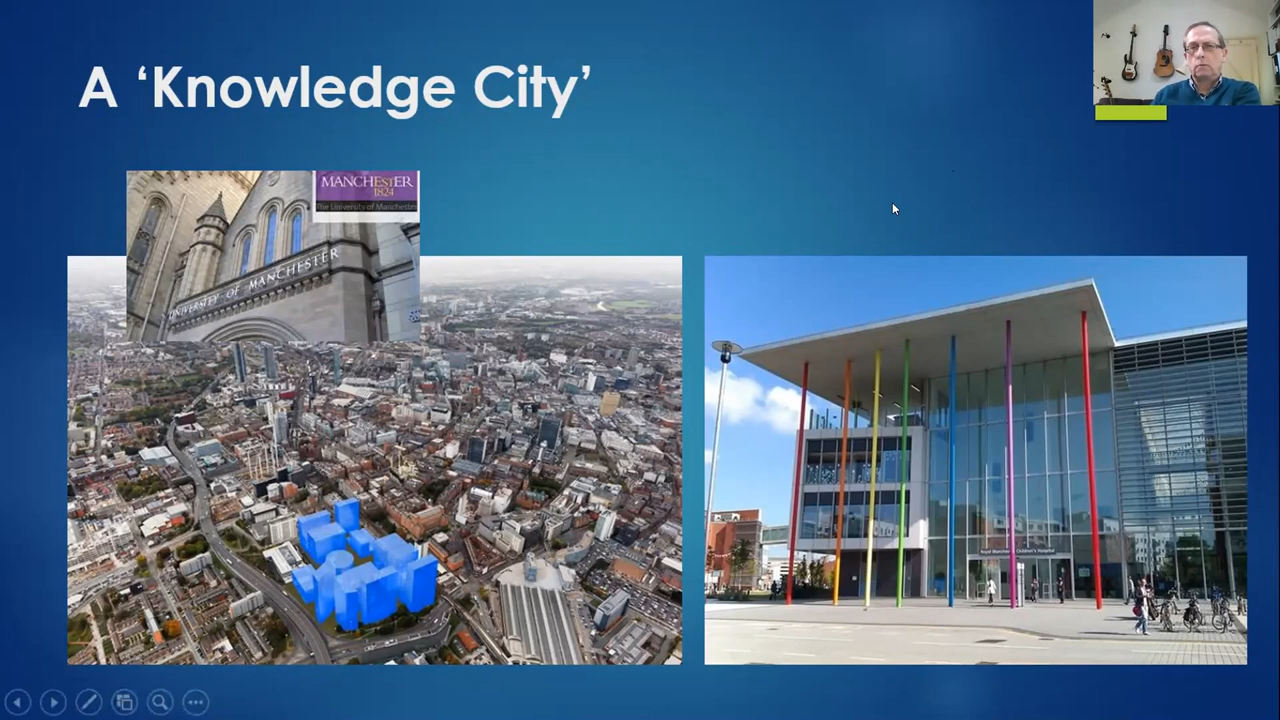 A ‘Knowledge City’
MANCHESTER
1824
The University of Manchester
UNIVERSITY OF MANCHESTER
Royal Manchester Children's Hospital